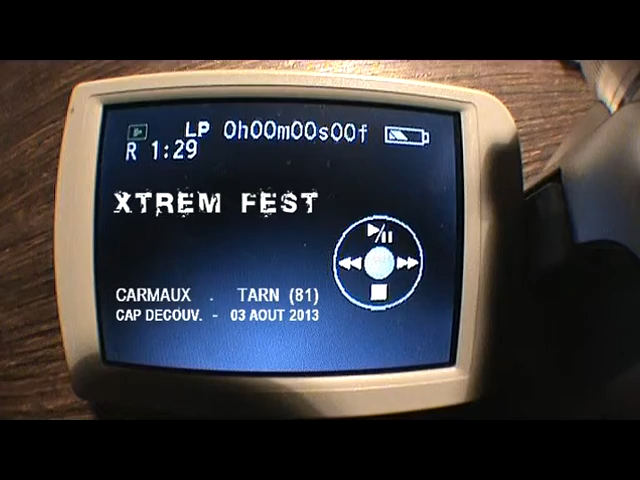 LP 0h00m00s00f
R 1:29
XTREM FEST
CARMAUX . TARN (81)
CAP DECOUV. - 03 AOUT 2013